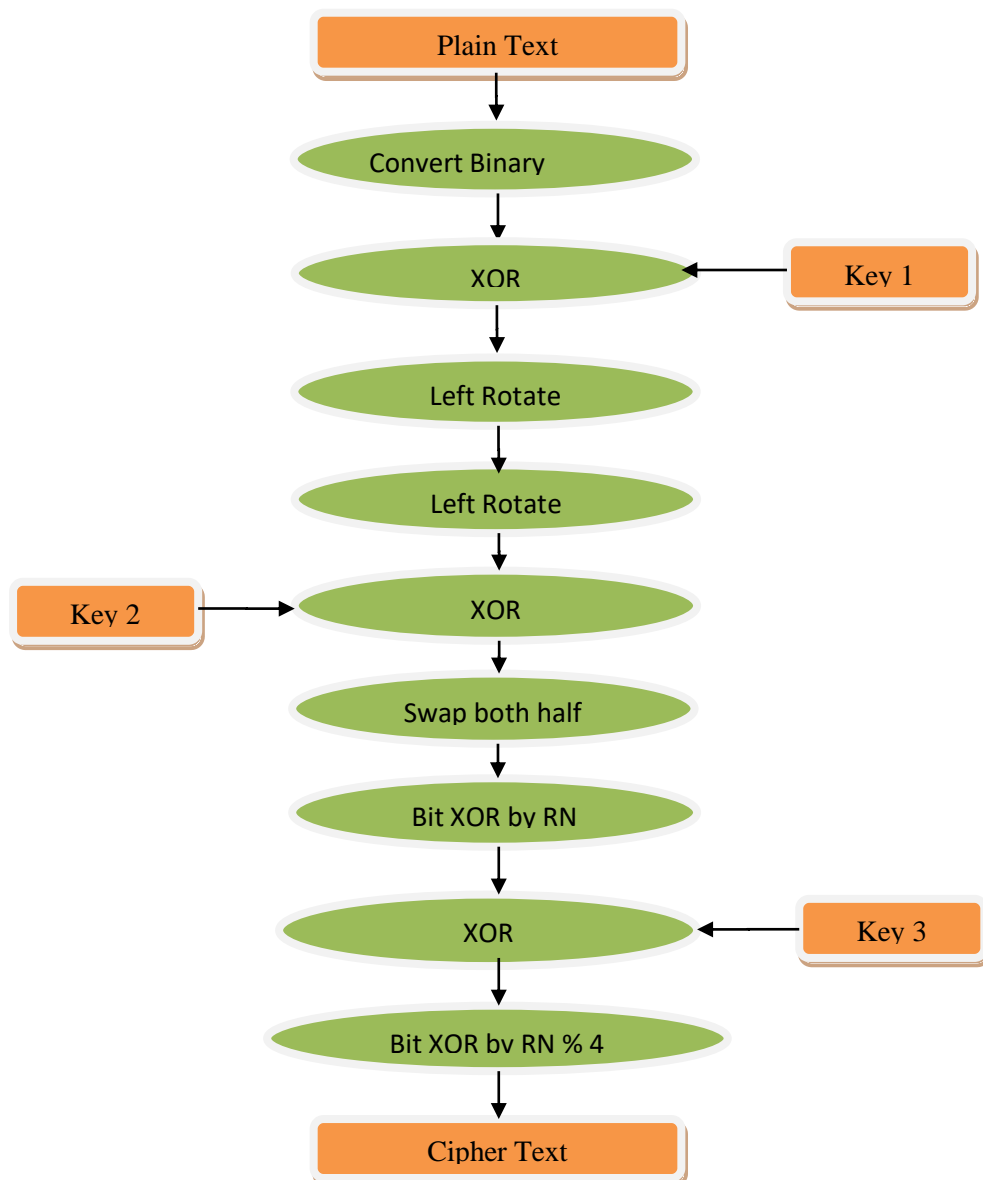 Plain Text
Convert Binary
XOR
Key 1
Left Rotate
Left Rotate
Key 2
XOR
Swap both half
Bit XOR by RN
XOR
Key 3
Bit XOR by RN % 4
Cipher Text